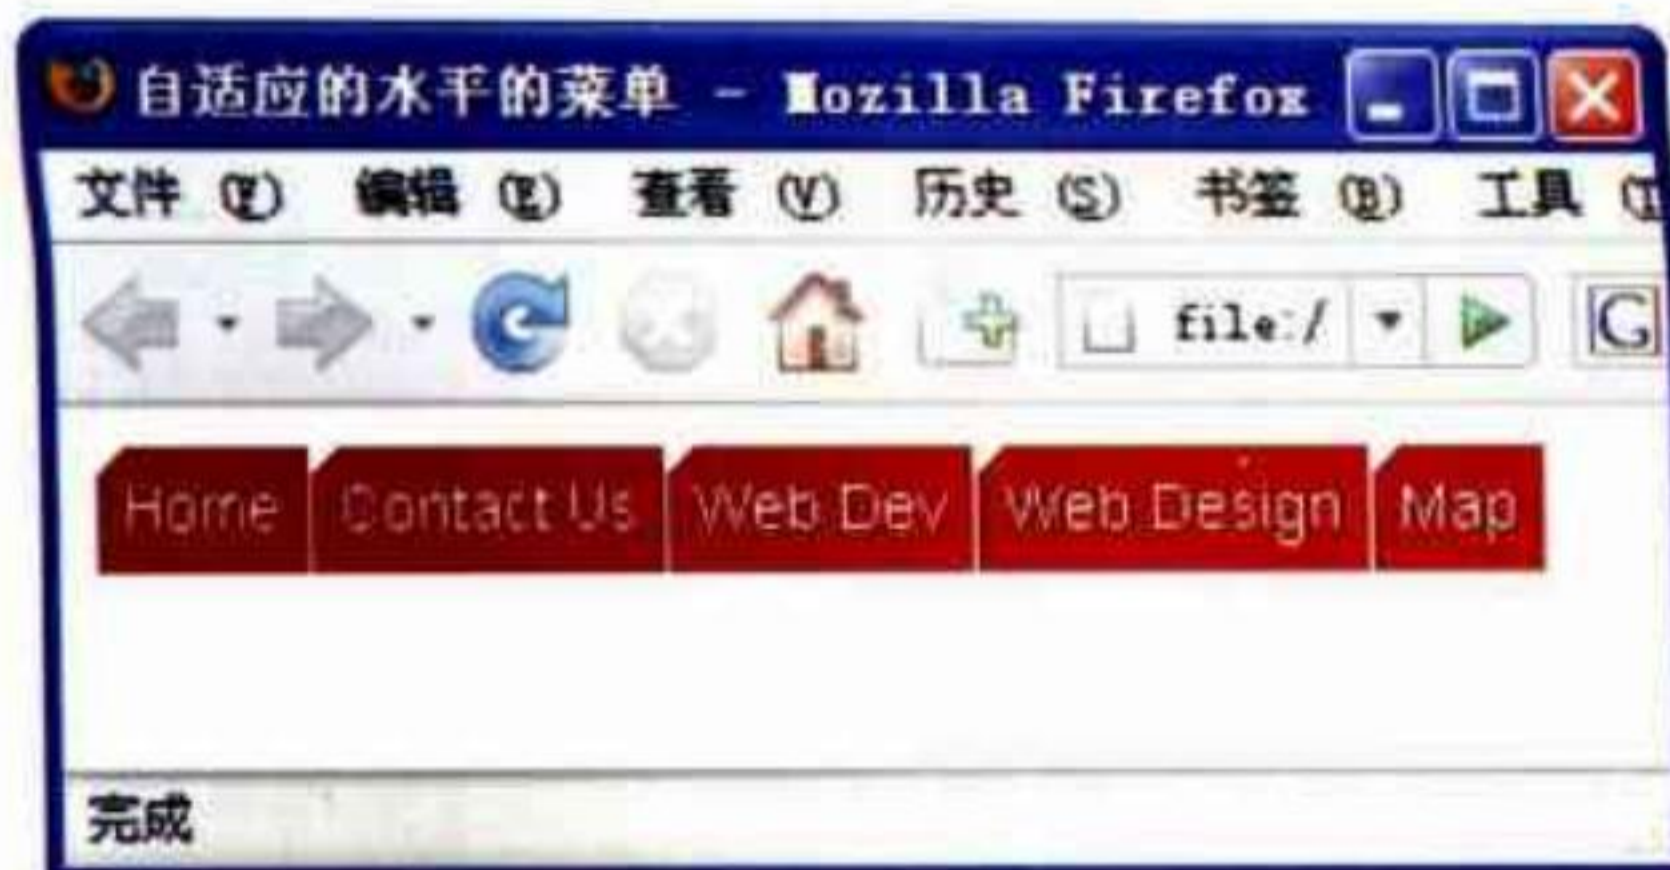 自适应的水平的菜单 - Mozilla Firefox
文件 (F) 编辑 (E) 查看 (V) 历史 (S) 书签 (B) 工具 (T
file:/ G
Home Contact Us Web Dev Web Design Map
完成